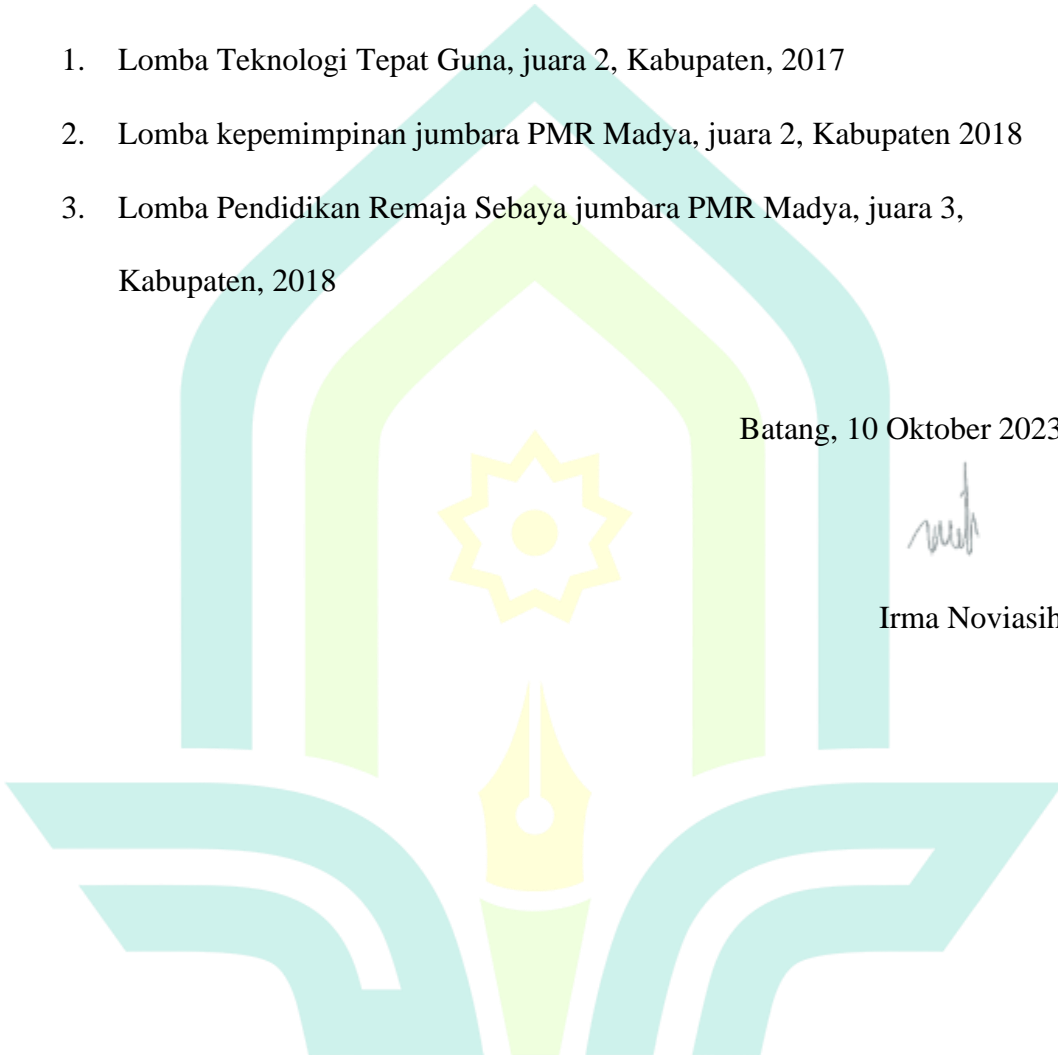 1. Lomba Teknologi Tepat Guna, juara 2, Kabupaten, 2017
2. Lomba kepemimpinan jumbara PMR Madya, juara 2, Kabupaten 2018
3. Lomba Pendidikan Remaja Sebaya jumbara PMR Madya, juara 3,
Kabupaten, 2018
Batang, 10 Oktober 2023
Irma Noviasih